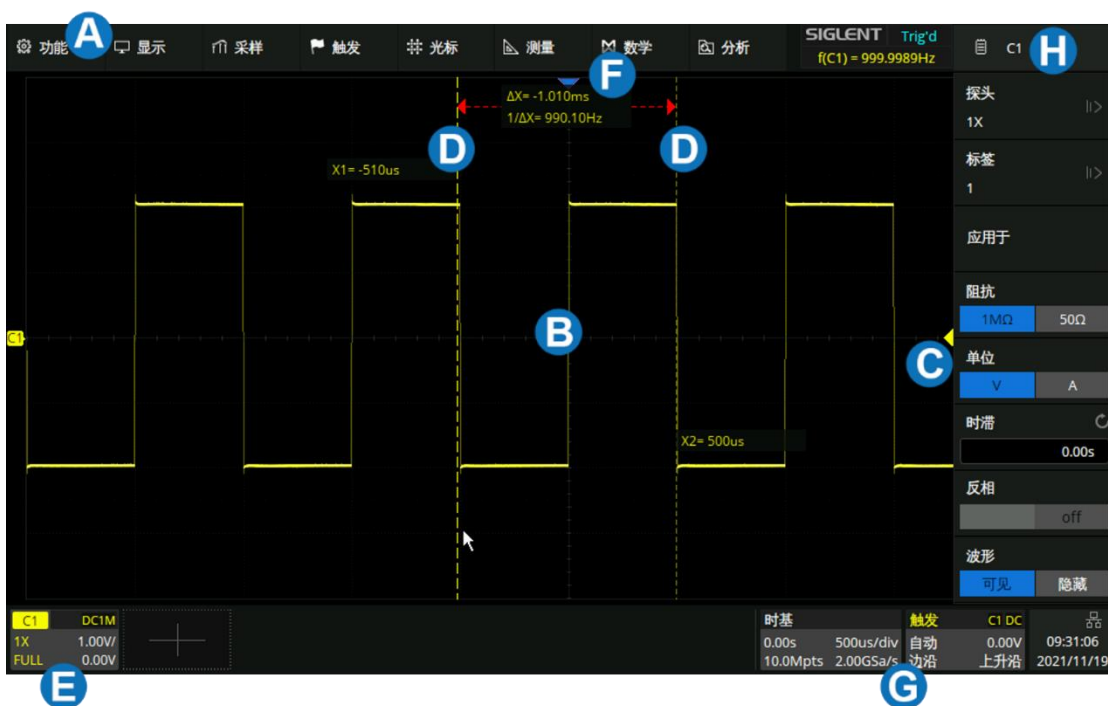 A
功能
显示
采样
触发
光标
测量
数学
分析
SIGLENT Trig'd
f(C1) = 999.9989Hz
C1
H
F
ΔX= -1.010ms
1/ΔX= 990.10Hz
D
D
X1= -510us
探头
1X
标签
1
应用于
阻抗
1MΩ 50Ω
B
C1
C
单位
V A
X2= 500us
时滞
0.00s
反相
off
波形
可见 隐藏
C1 DC1M
1X 1.00V/
FULL 0.00V
E
时基
0.00s 500us/div
10.0Mpts 2.00GSa/s
触发 C1 DC
自动 0.00V
边沿 上升沿
G
09:31:06
2021/11/19